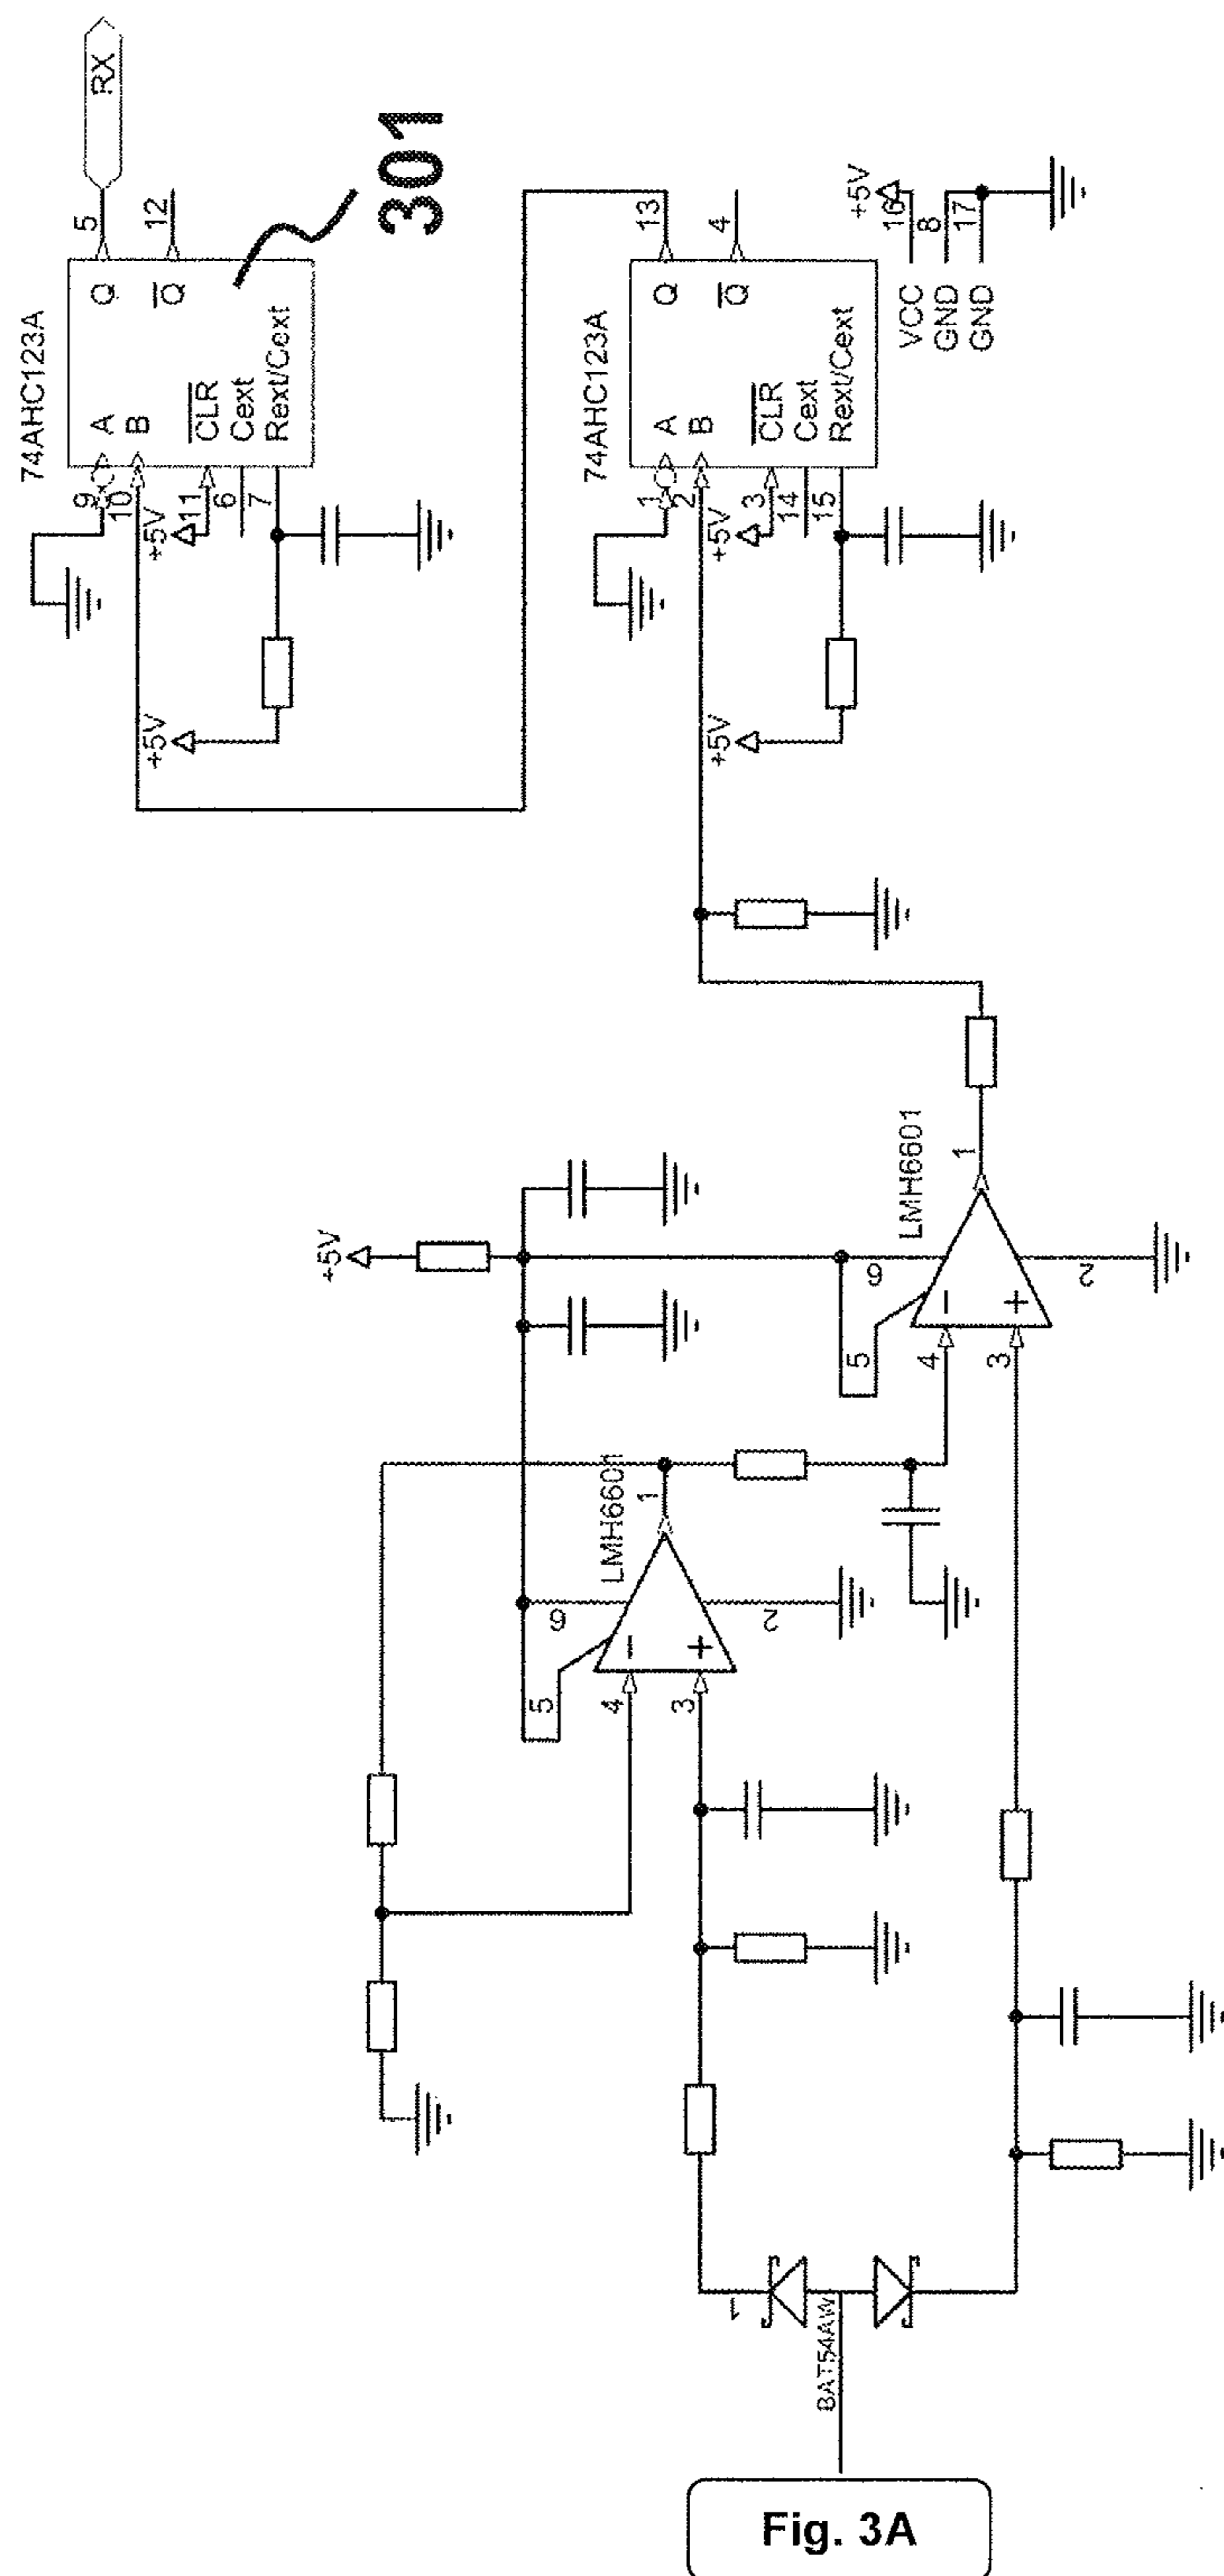 RX
5
12
301
74AHC123A
Q
Q
A
B
CLR
Cext
Rext/Cext
9
10
11
6
7
+5V
+5V
13
4
74AHC123A
Q
Q
A
B
CLR
Cext
Rext/Cext
1
2
3
14
15
+5V
+5V
+5V
16
8
17
VCC
GND
GND
+5V
LMH6601
1
6
2
5
4
3
−
+
LMH6601
1
6
2
5
4
3
−
+
1
BAT54AW
Fig. 3A